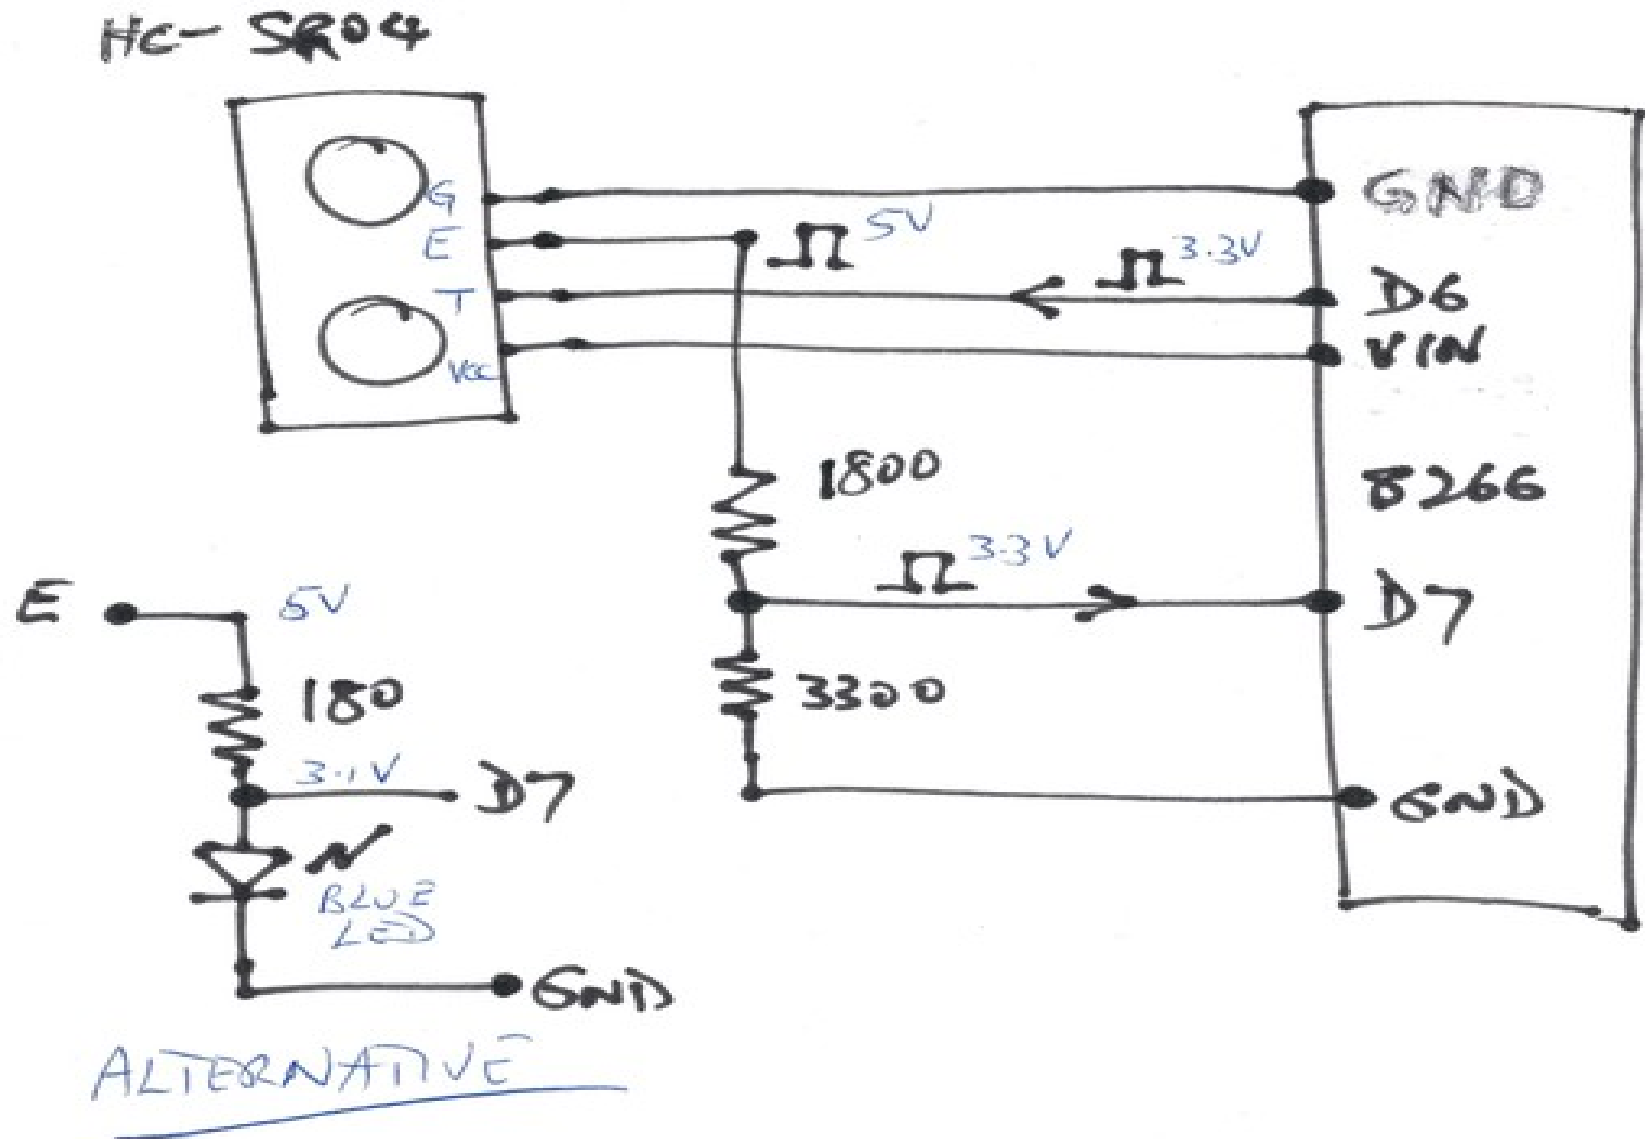 HC-SR04
G
GND
E
5V
3.3V
T
D6
VCC
VIN
1800
8266
3.3V
D7
E
5V
180
3300
3.1V
D7
GND
BLUE
LED
GND
ALTERNATIVE